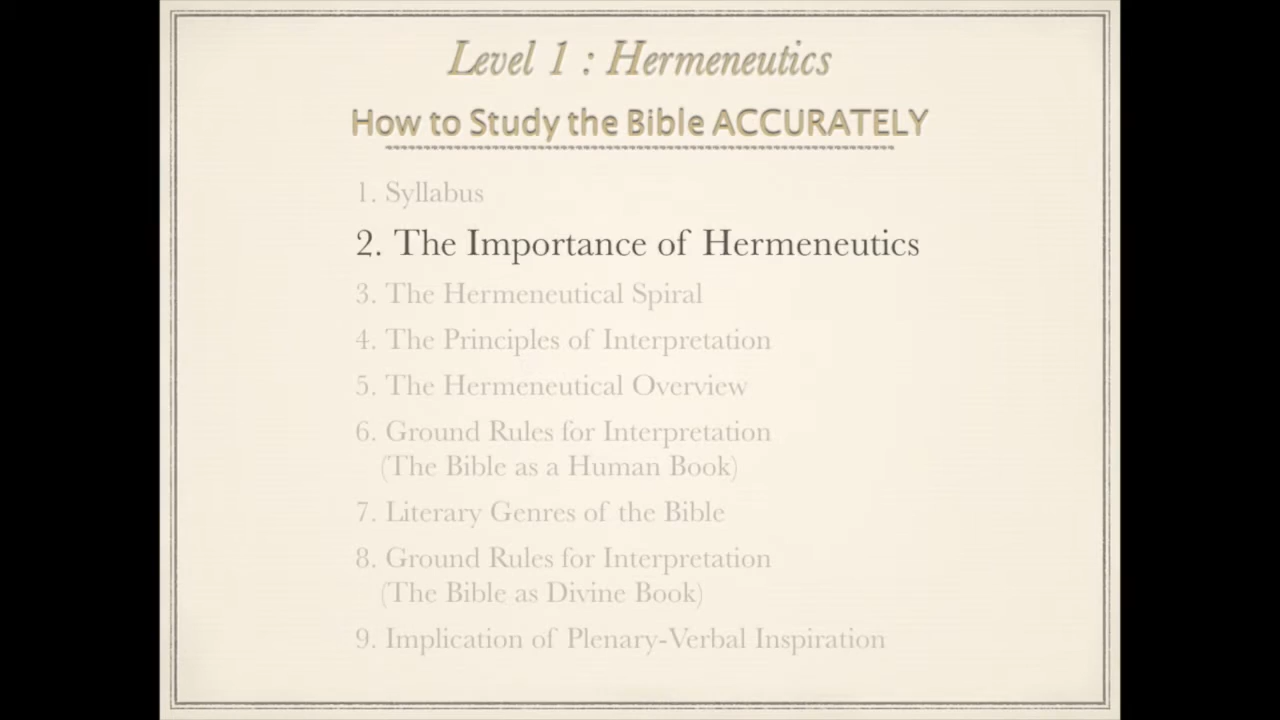 Level 1 : Hermeneutics
How to Study the Bible ACCURATELY
1. Syllabus
2. The Importance of Hermeneutics
3. The Hermeneutical Spiral
4. The Principles of Interpretation
5. The Hermeneutical Overview
6. Ground Rules for Interpretation
(The Bible as a Human Book)
7. Literary Genres of the Bible
8. Ground Rules for Interpretation
(The Bible as Divine Book)
9. Implication of Plenary-Verbal Inspiration